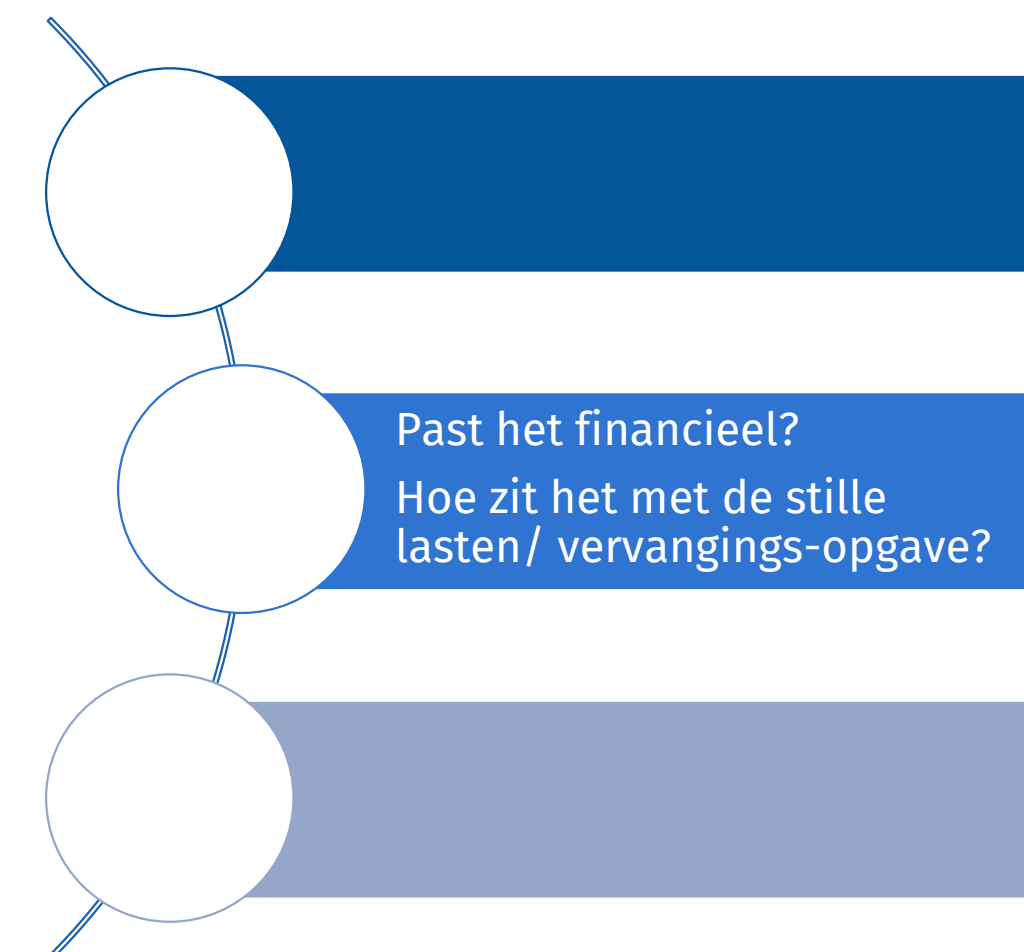 Past het financieel?
Hoe zit het met de stille
lasten/ vervangings-opgave?